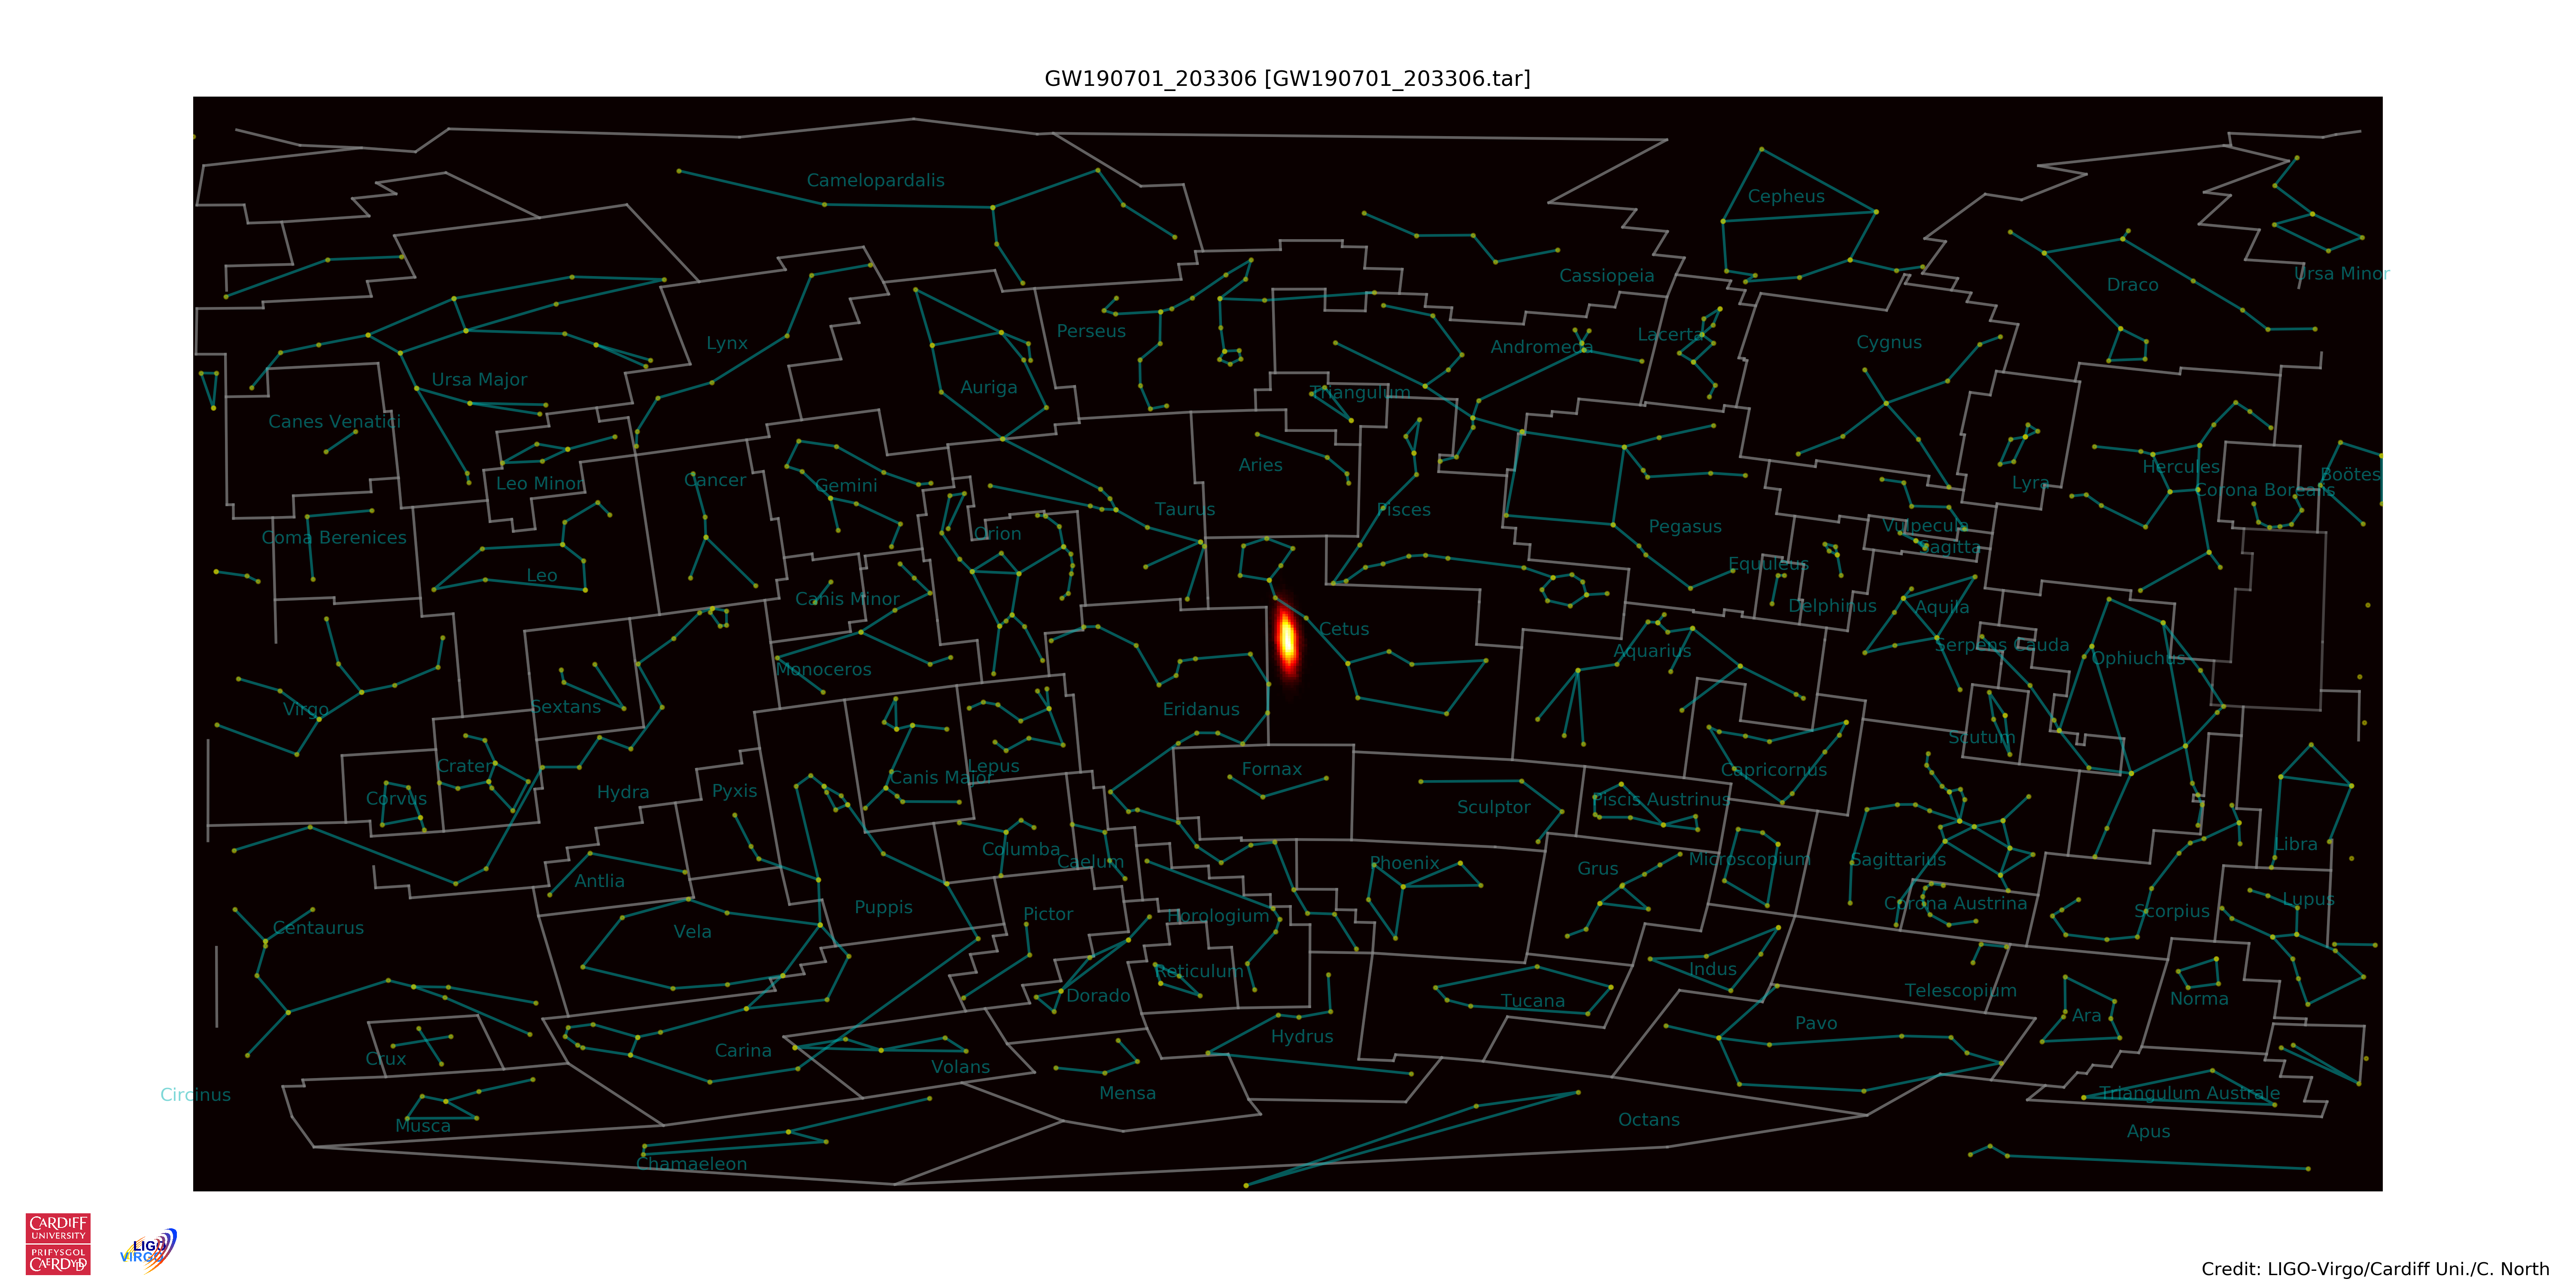 GW190701_203306 [GW190701_203306.tar]
Camelopardalis
Cepheus
Cassiopeia
Draco
Ursa Minor
Perseus
Lynx
Andromeda
Lacerta
Cygnus
Ursa Major
Auriga
Triangulum
Canes Venatici
Aries
Hercules
Boötes
Leo Minor
Cancer
Gemini
Lyra
Corona Borealis
Taurus
Pisces
Pegasus
Vulpecula
Coma Berenices
Orion
Sagitta
Leo
Equuleus
Canis Minor
Delphinus
Aquila
Cetus
Serpens Cauda
Monoceros
Aquarius
Ophiuchus
Virgo
Sextans
Eridanus
Scutum
Crater
Canis Major
Lepus
Fornax
Capricornus
Corvus
Hydra
Pyxis
Sculptor
Piscis Austrinus
Columba
Caelum
Phoenix
Microscopium
Sagittarius
Libra
Antlia
Grus
Puppis
Pictor
Horologium
Corona Austrina
Scorpius
Lupus
Centaurus
Vela
Reticulum
Indus
Dorado
Tucana
Telescopium
Norma
Crux
Carina
Volans
Hydrus
Pavo
Ara
Circinus
Mensa
Triangulum Australe
Musca
Octans
Apus
Chamaeleon
CARDIFF
UNIVERSITY
PRIFYSGOL
CAERDYDD
LIGO
VIRGO
Credit: LIGO-Virgo/Cardiff Uni./C. North